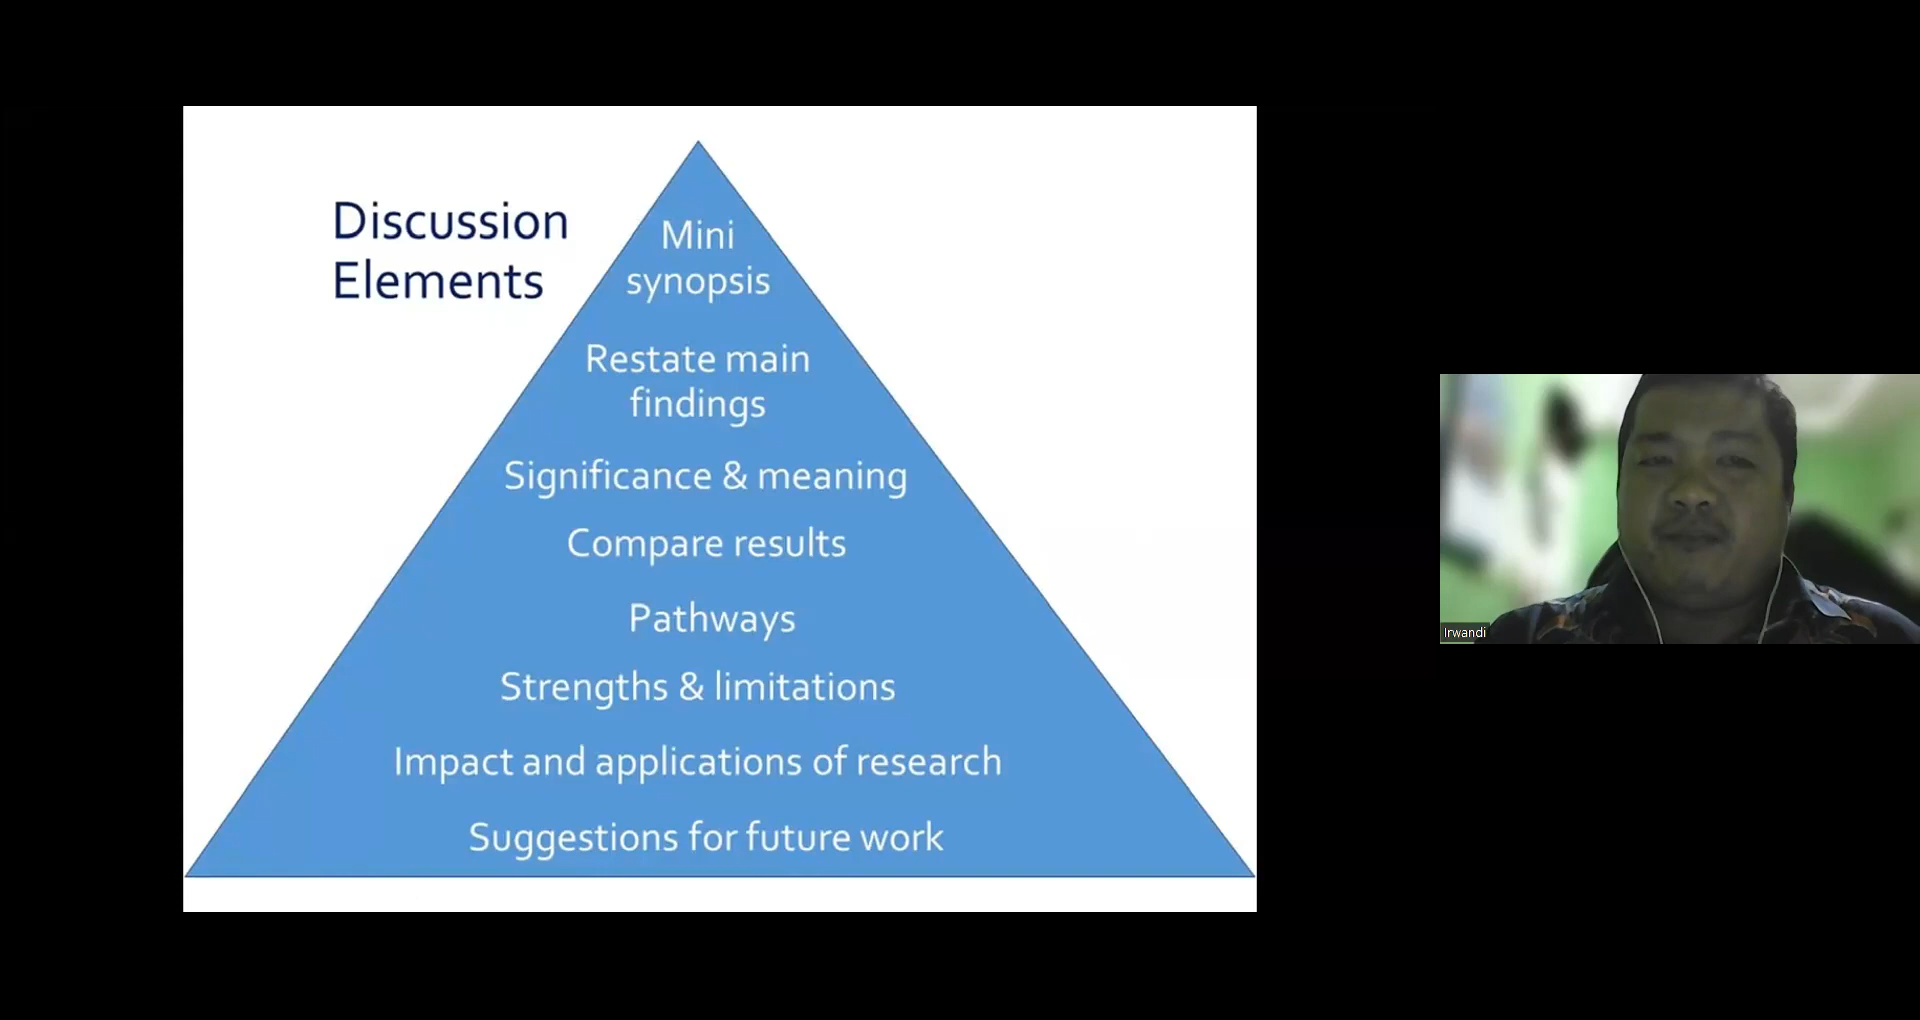 Discussion
Elements
Mini
synopsis
Restate main
findings
Significance & meaning
Compare results
Pathways
Strengths & limitations
Impact and applications of research
Suggestions for future work
Irwandi